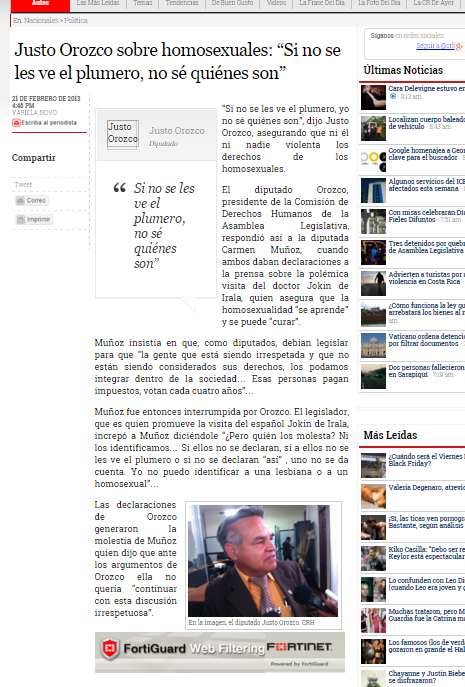 Autos
Las Más Leídas
Temas
Tendencias
De Buen Gusto
Videos
La Frase Del Día
La Foto Del Día
La CR De Ayer
En: Nacionales > Política
Justo Orozco sobre homosexuales: “Si no se
les ve el plumero, no sé quiénes son”
21 DE FEBRERO DE 2013
4:40 PM
YARIELA NOVO
Escriba al periodista
Compartir
Tweet
Correo
Imprimir
Justo
Orozco
Justo Orozco
Diputado
“ Si no se les
ve el
plumero,
no sé
quiénes
son”
“Si no se les ve el plumero, yo
no sé quiénes son”, dijo Justo
Orozco, asegurando que ni él
ni nadie violenta los
derechos de los
homosexuales.
El diputado Orozco,
presidente de la Comisión de
Derechos Humanos de la
Asamblea Legislativa,
respondió así a la diputada
Carmen Muñoz, cuando
ambos daban declaraciones a
la prensa sobre la polémica
visita del doctor Jokin de
Irala, quien asegura que la
homosexualidad “se aprende”
y se puede “curar”.
Muñoz insistía en que, como diputados, debían legislar
para que “la gente que está siendo irrespetada y que no
están siendo considerados sus derechos, los podamos
integrar dentro de la sociedad… Esas personas pagan
impuestos, votan cada cuatro años”…
Muñoz fue entonces interrumpida por Orozco. El legislador,
que es quien promueve la visita del español Jokin de Irala,
increpó a Muñoz diciéndole “¿Pero quién los molesta? Ni
los identificamos… Si ellos no se declaran, si a ellos no se
les ve el plumero o si no se declaran “así” , uno no se da
cuenta. Yo no puedo identificar a una lesbiana o a un
homosexual”…
Las declaraciones
de Orozco
generaron la
molestia de Muñoz
quien dijo que ante
los argumentos de
Orozco ella no
quería “continuar
con esta discusión
irrespetuosa”.
En la imagen, el diputado Justo Orozco. CRH
FortiGuard Web Filtering FORTINET
Powered by FortiGuard
Síganos en redes sociales:
Seguir a @crh
Últimas Noticias
Cara Delevigne estuvo en
9:13 am
Localizan cuerpo balead
de vehículo · 8:43 am
Google homenajea a Geor
clave para el buscador · 8
Algunos servicios del ICE
afectados esta semana · 8
Con misas celebrarán Día
Fieles Difuntos · 7:51 am
Tres detenidos por queb
de Asamblea Legislativa
Advierten a turistas por a
violencia en Costa Rica
¿Cómo funciona la ley qu
arrebatará los bienes al n
am
Vaticano ordena detenci
por filtrar documentos
Dos personas fallecieron
en Sarapiquí · 7:19 am
Más Leídas
¿Cuándo será el Viernes N
Black Friday?
Valeria Degenaro, atrevid
¡Sí, las ticas ven pornogra
Bastante, según análisis
Kiko Casilla: “Debo ser re
Keylor está espectacular”
Lo confunden con Leo Di
(cuando Leo era joven y g
Muchas trataron, pero M
Guardia fue la Catrina m
Los famosos (los de verda
gozaron en grande el Hal
Chayanne y Justin Biebe
se disfrazaron?